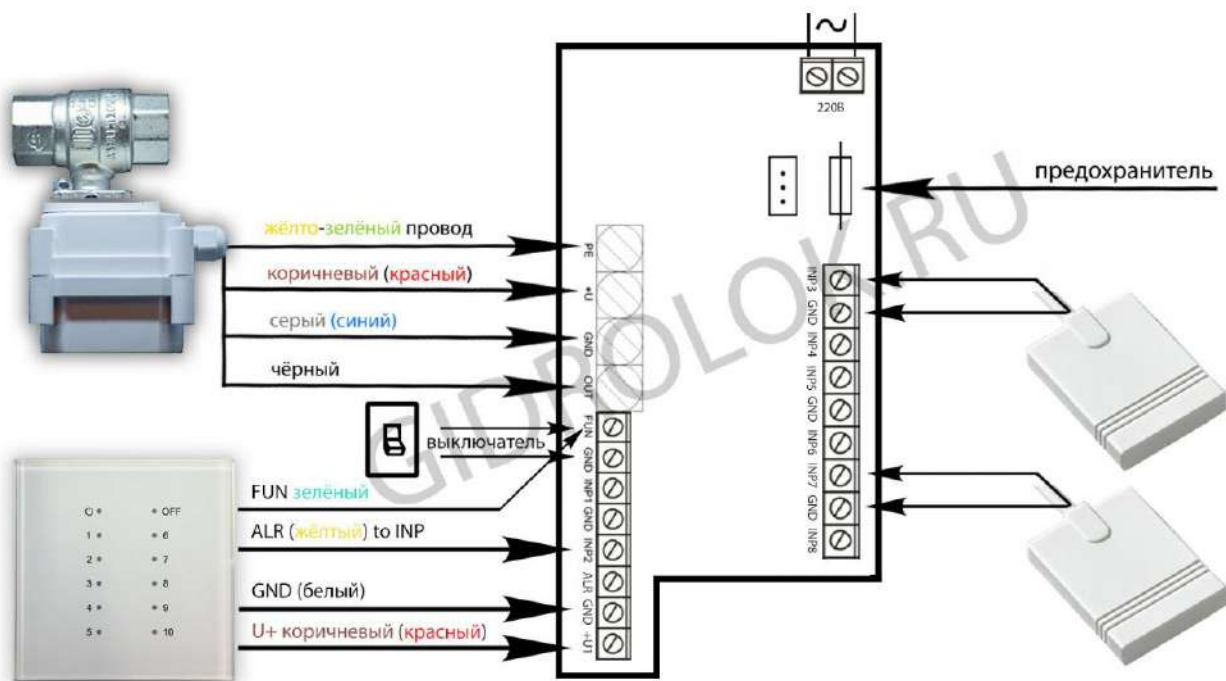 ~
220В
предохранитель
жёлто-зелёный провод
коричневый (красный)
серый (синий)
чёрный
выключатель
FUN зелёный
ALR (жёлтый) to INP
GND (белый)
U+ коричневый (красный)
PE
+U
GND
OUT
FUN
GND
INP1
GND
INP2
ALR
GND
+U1
INP3
GND
INP4
INP5
GND
INP6
INP7
GND
INP8
OFF
1 6
2 7
3 8
4 9
5 10
GIDROLOK.RU